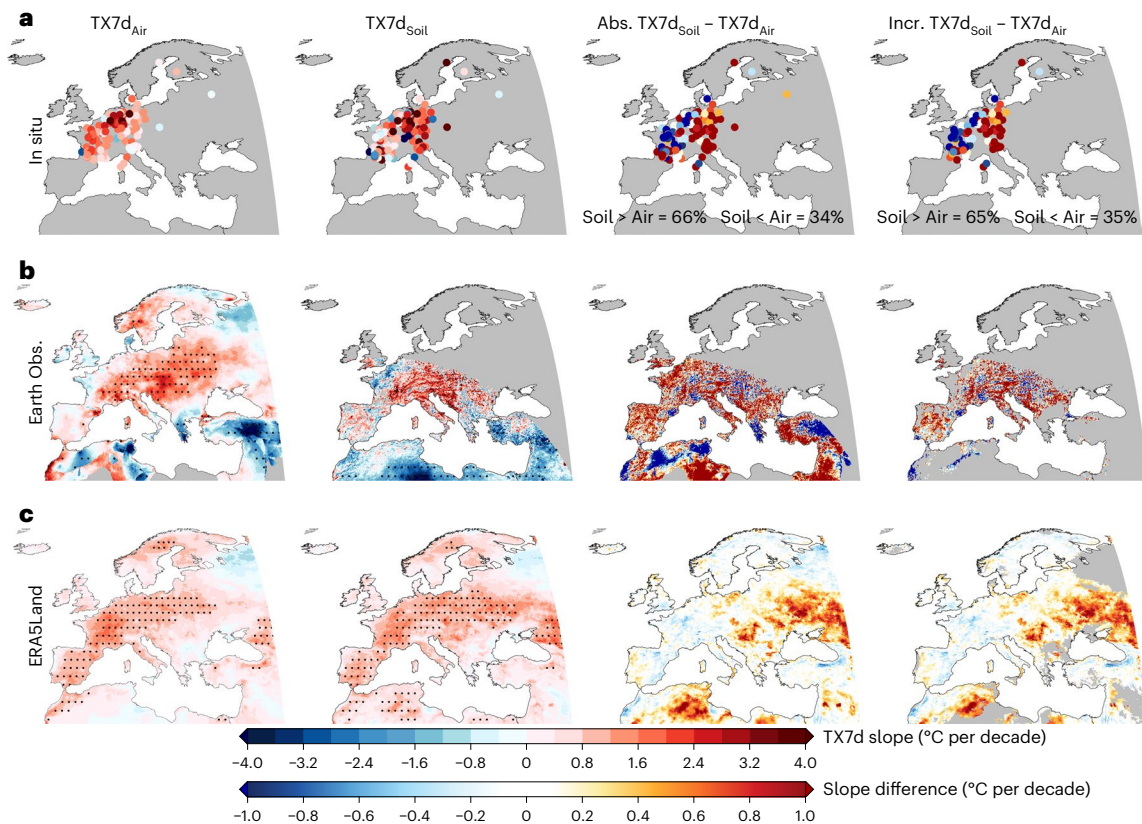 a
TX7dAir
TX7dSoil
Abs. TX7dSoil – TX7dAir
Incr. TX7dSoil – TX7dAir
In situ
Soil > Air = 66% Soil < Air = 34%
Soil > Air = 65% Soil < Air = 35%
b
Earth Obs.
c
ERA5Land
TX7d slope (°C per decade)
−4.0 −3.2 −2.4 −1.6 −0.8 0 0.8 1.6 2.4 3.2 4.0
Slope difference (°C per decade)
−1.0 −0.8 −0.6 −0.4 −0.2 0 0.2 0.4 0.6 0.8 1.0